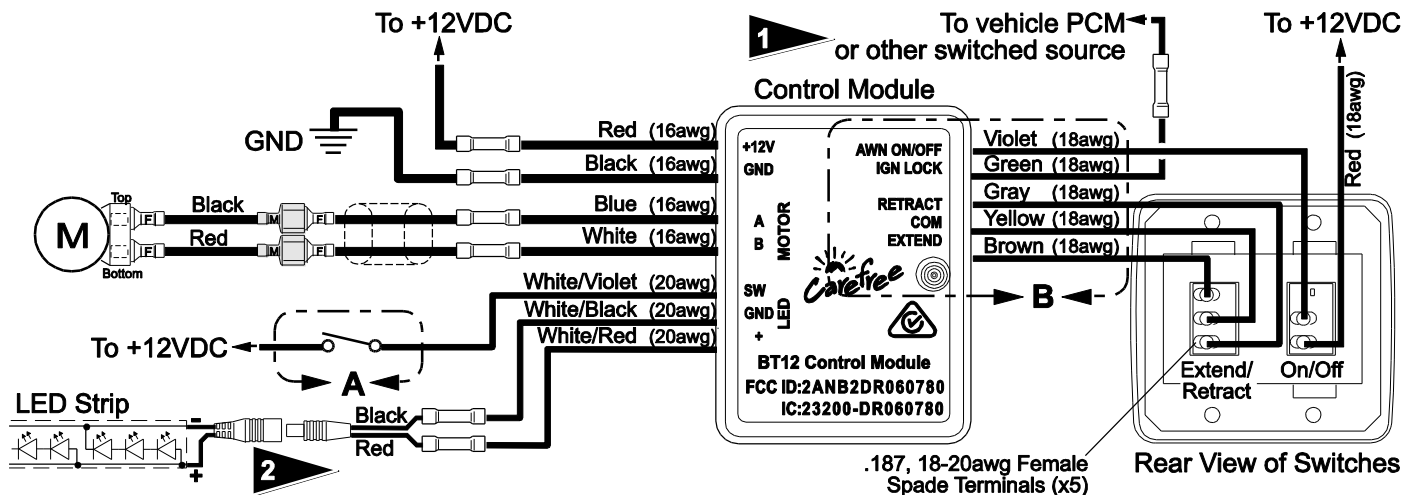 To +12VDC
To vehicle PCM
or other switched source
To +12VDC
1
Control Module
GND
Red (16awg)
Black (16awg)
Blue (16awg)
White (16awg)
White/Violet (20awg)
White/Black (20awg)
White/Red (20awg)
M
Top
Bottom
F
F
Black
Red
M
F
M
F
To +12VDC
A
LED Strip
-
+
Black
Red
2
+12V
GND
A
B
MOTOR
SW
GND
+
LED
AWN ON/OFF
IGN LOCK
RETRACT
COM
EXTEND
Carefree
BT12 Control Module
FCC ID:2ANB2DR060780
IC:23200-DR060780
Violet (18awg)
Green (18awg)
Gray (18awg)
Yellow (18awg)
Brown (18awg)
B
Red (18awg)
Extend/
Retract
On/Off
.187, 18-20awg Female
Spade Terminals (x5)
Rear View of Switches